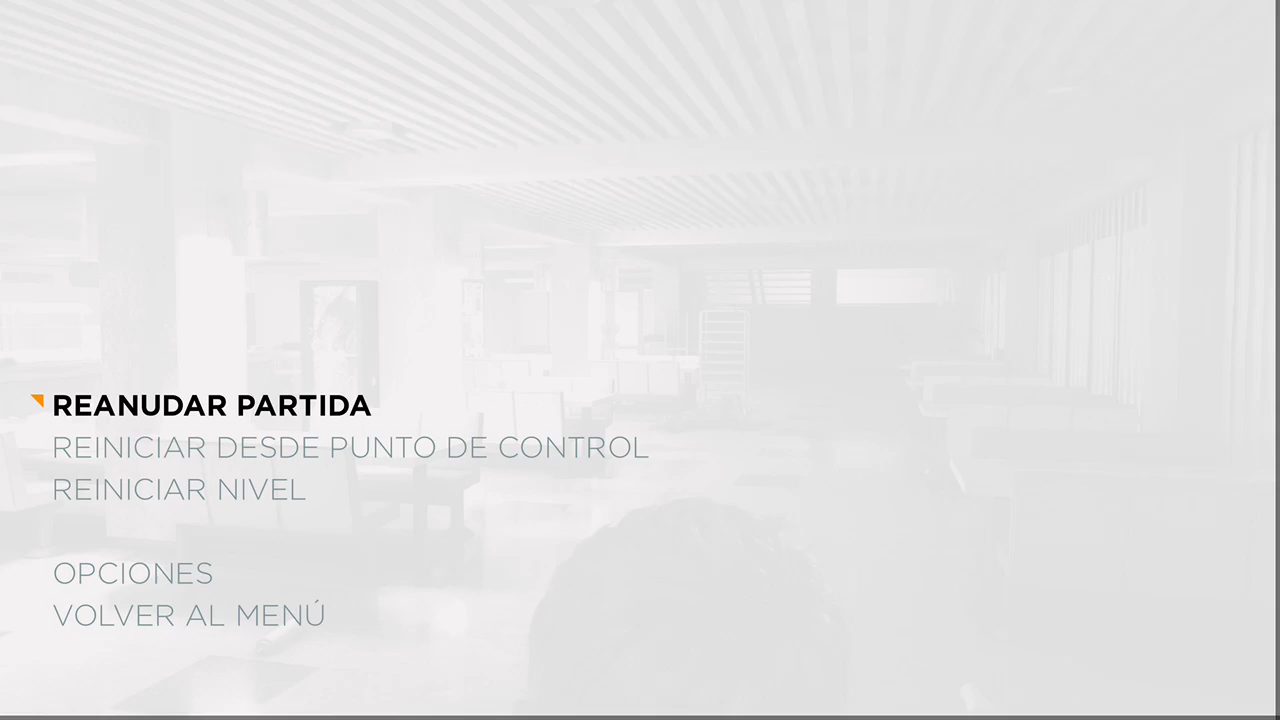 REANUDAR PARTIDA
REINICIAR DESDE PUNTO DE CONTROL
REINICIAR NIVEL
OPCIONES
VOLVER AL MENÚ